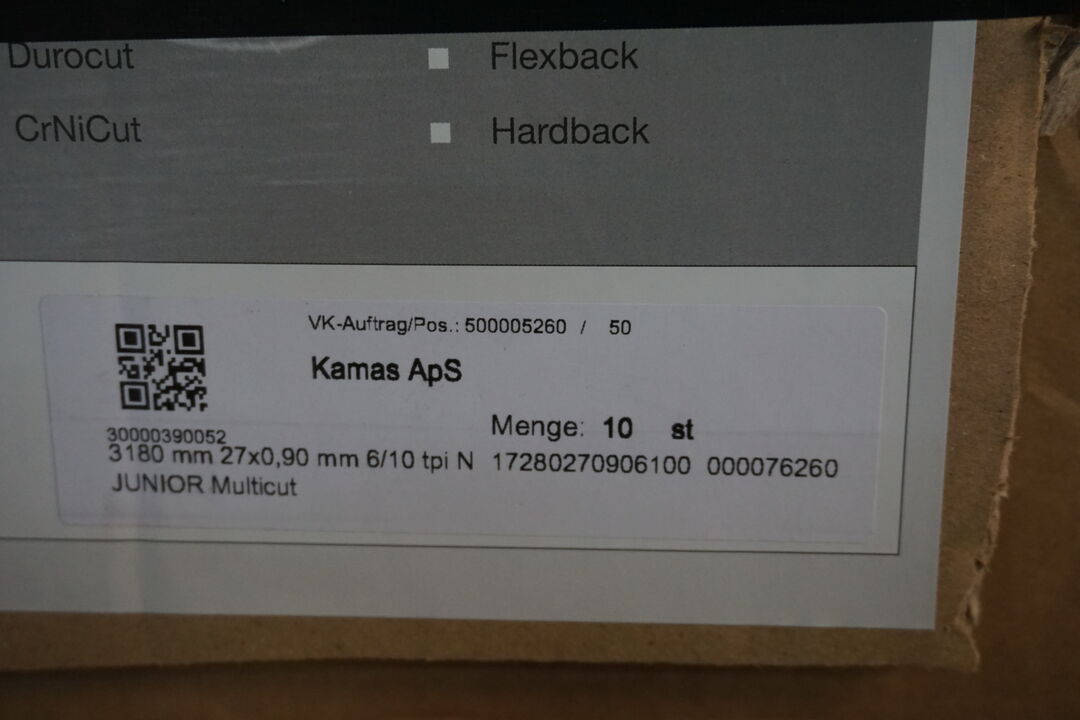 Durocut
Flexback
CrNiCut
Hardback
VK-Auftrag/Pos.: 500005260 / 50
Kamas ApS
Menge: 10 st
30000390052
3180 mm 27x0,90 mm 6/10 tpi N 17280270906100 000076260
JUNIOR Multicut